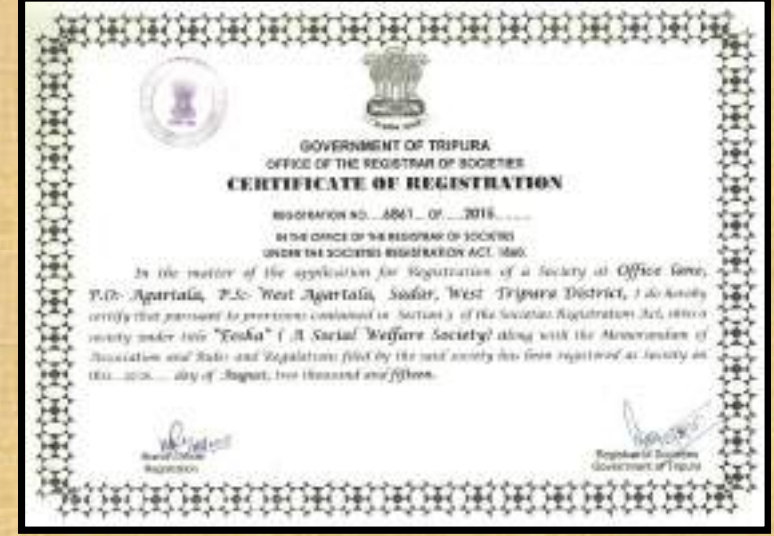 GOVERNMENT OF TRIPURA
OFFICE OF THE REGISTRAR OF SOCIETIES
CERTIFICATE OF REGISTRATION
REGISTRATION NO. ...6861... OF ......2015.........
IN THE OFFICE OF THE REGISTRAR OF SOCIETIES
UNDER THE SOCIETIES REGISTRATION ACT, 1860.
In the matter of the application for Registration of a Society at Office lane,
P.O:- Agartala, P.S:- West Agartala, Sadar, West Tripura District, I do hereby
certify that pursuant to provisions contained in Section 3 of the Societies Registration Act,
society under title "Eesha" ( A Social Welfare Society) along with the Memorandum of
Association and Rules and Regulations filed by the said society has been registered as Society on
this day of August, two thousand and fifteen.
Registration
Registrar of Societies
Government of Tripura